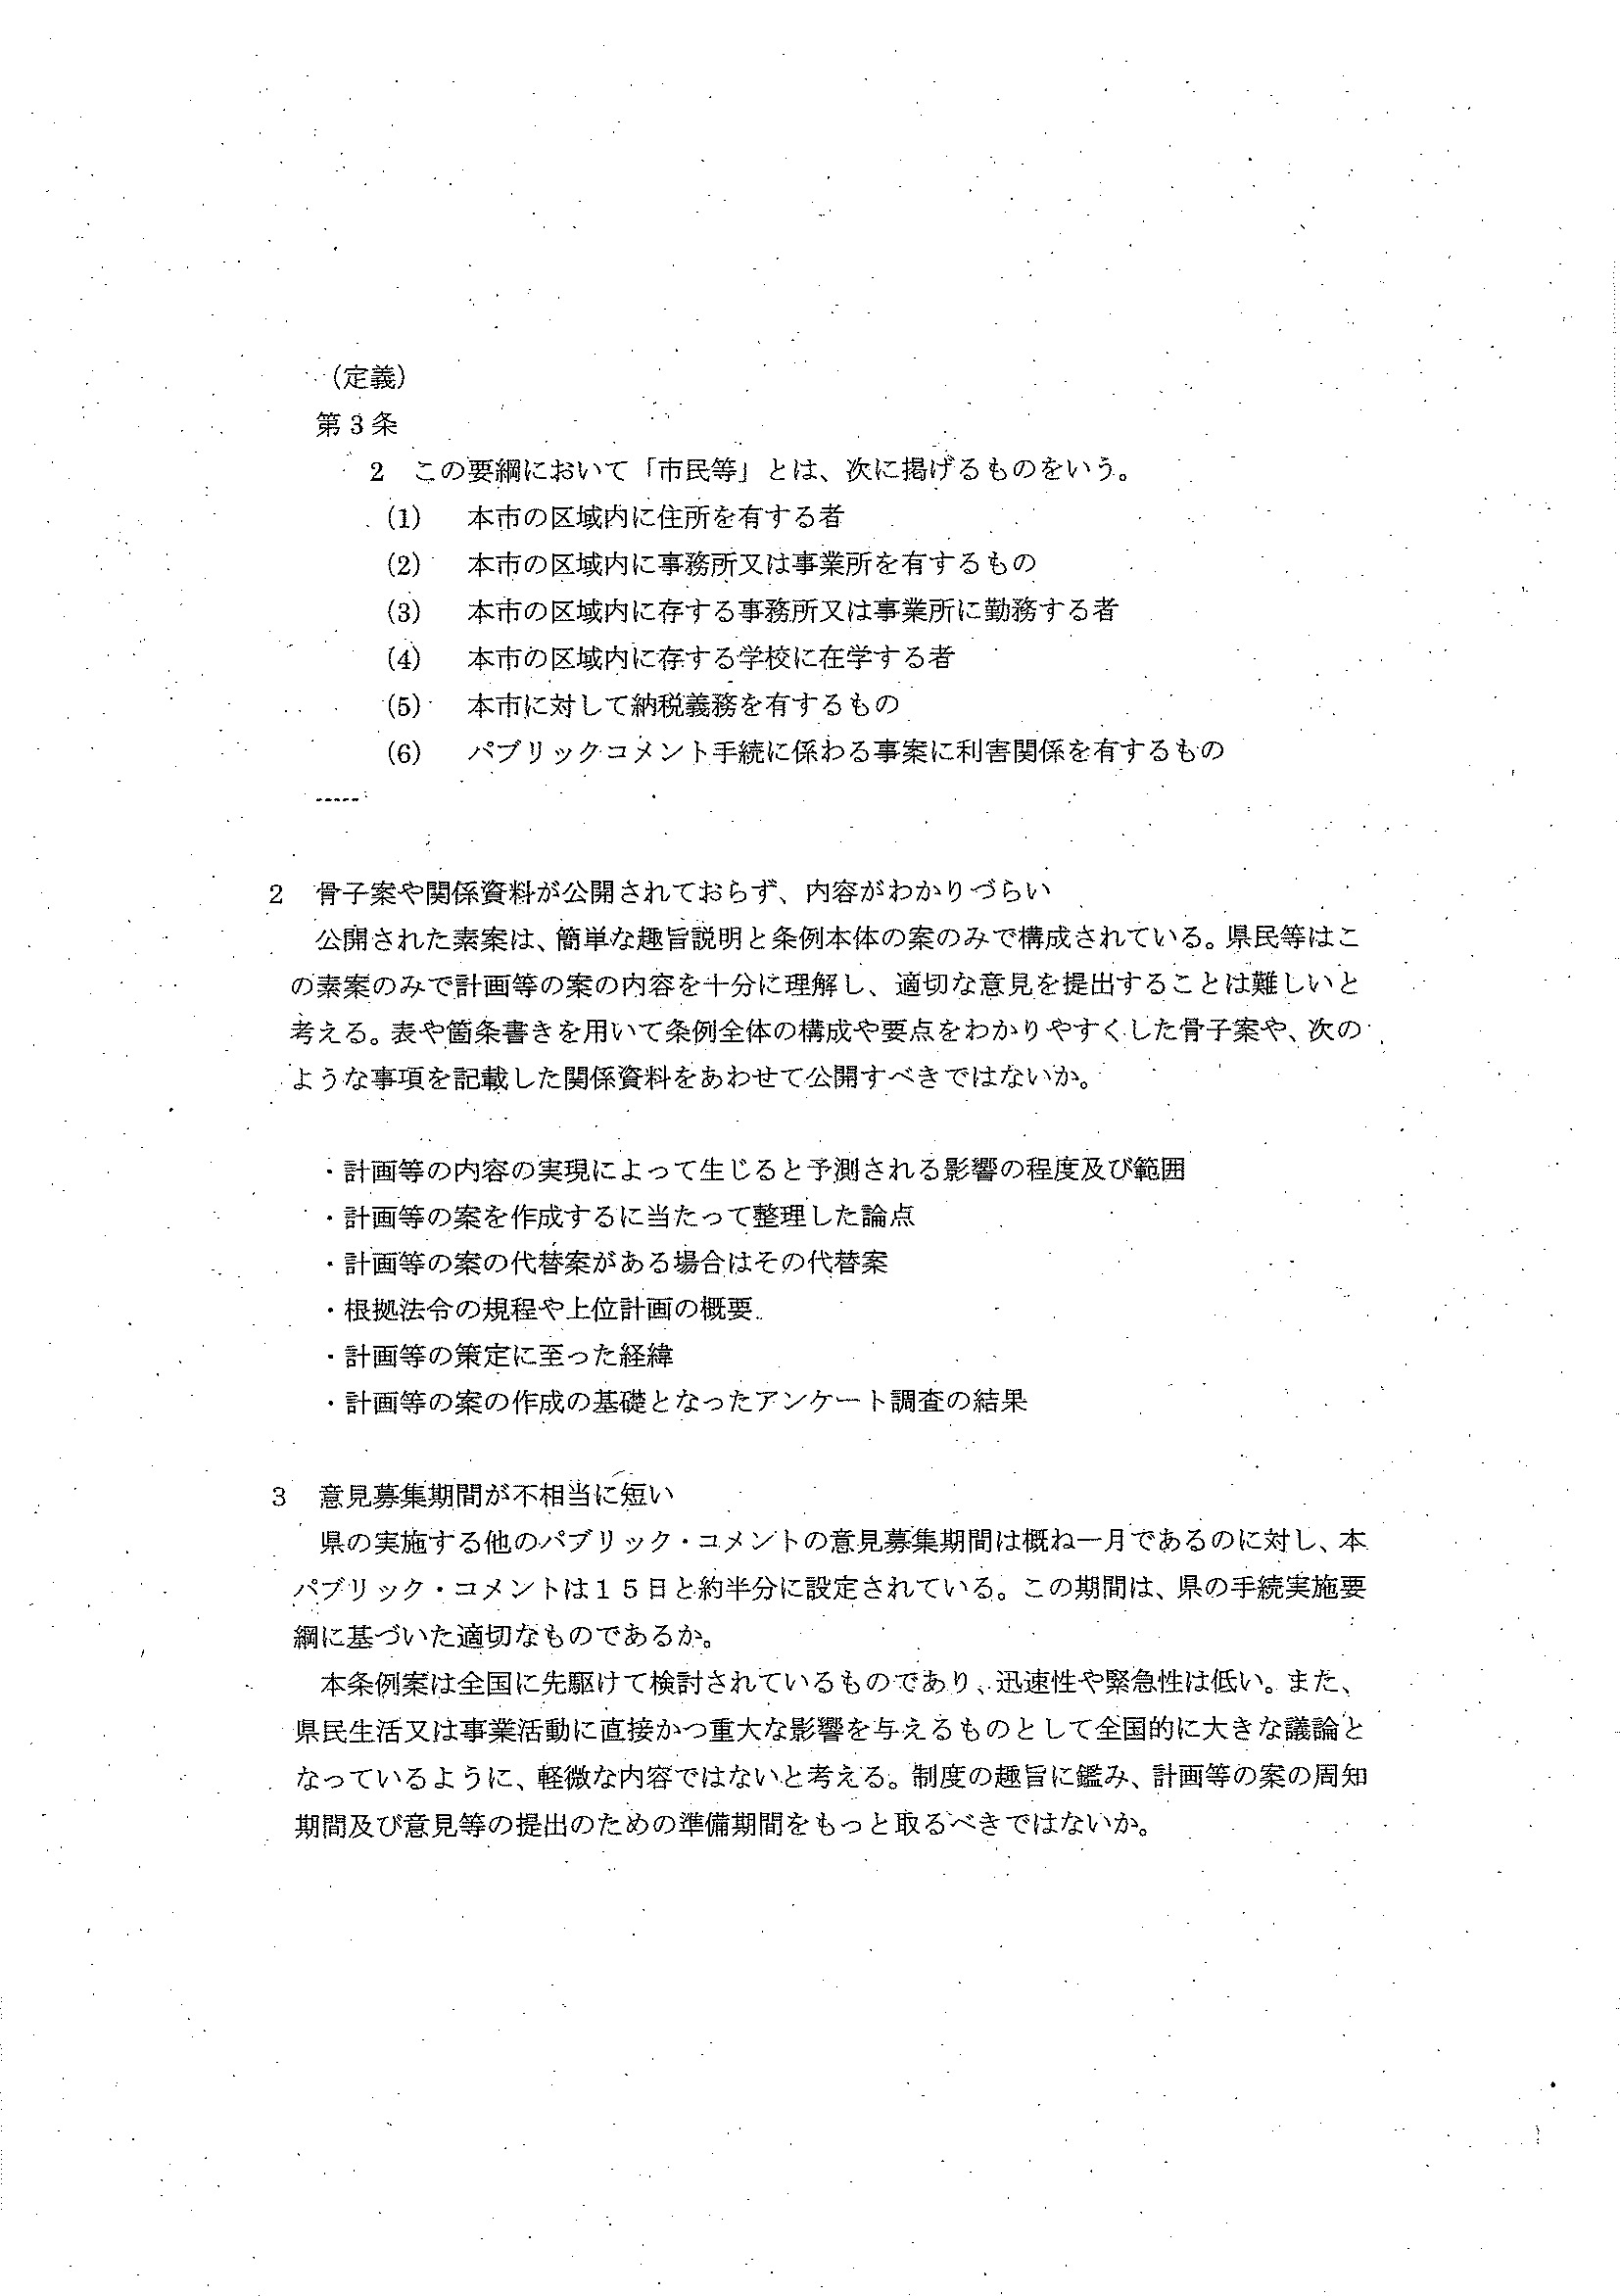 （定義）
第3条
2　この要綱において「市民等」とは、次に掲げるものをいう。
(1)　本市の区域内に住所を有する者
(2)　本市の区域内に事務所又は事業所を有するもの
(3)　本市の区域内に存する事務所又は事業所に勤務する者
(4)　本市の区域内に存する学校に在学する者
(5)　本市に対して納税義務を有するもの
(6)　パブリックコメント手続に係わる事案に利害関係を有するもの
-----
2　骨子案や関係資料が公開されておらず、内容がわかりづらい
公開された素案は、簡単な趣旨説明と条例本体の案のみで構成されている。県民等はこ
の素案のみで計画等の案の内容を十分に理解し、適切な意見を提出することは難しいと
考える。表や箇条書きを用いて条例全体の構成や要点をわかりやすくした骨子案や、次の
ような事項を記載した関係資料をあわせて公開すべきではないか。
・計画等の内容の実現によって生じると予測される影響の程度及び範囲
・計画等の案を作成するに当たって整理した論点
・計画等の案の代替案がある場合はその代替案
・根拠法令の規程や上位計画の概要
・計画等の策定に至った経緯
・計画等の案の作成の基礎となったアンケート調査の結果
3　意見募集期間が不相当に短い
県の実施する他のパブリック・コメントの意見募集期間は概ね一月であるのに対し、本
パブリック・コメントは１５日と約半分に設定されている。この期間は、県の手続実施要
綱に基づいた適切なものであるか。
本条例案は全国に先駆けて検討されているものであり、迅速性や緊急性は低い。また、
県民生活又は事業活動に直接かつ重大な影響を与えるものとして全国的に大きな議論と
なっているように、軽微な内容ではないと考える。制度の趣旨に鑑み、計画等の案の周知
期間及び意見等の提出のための準備期間をもっと取るべきではないか。